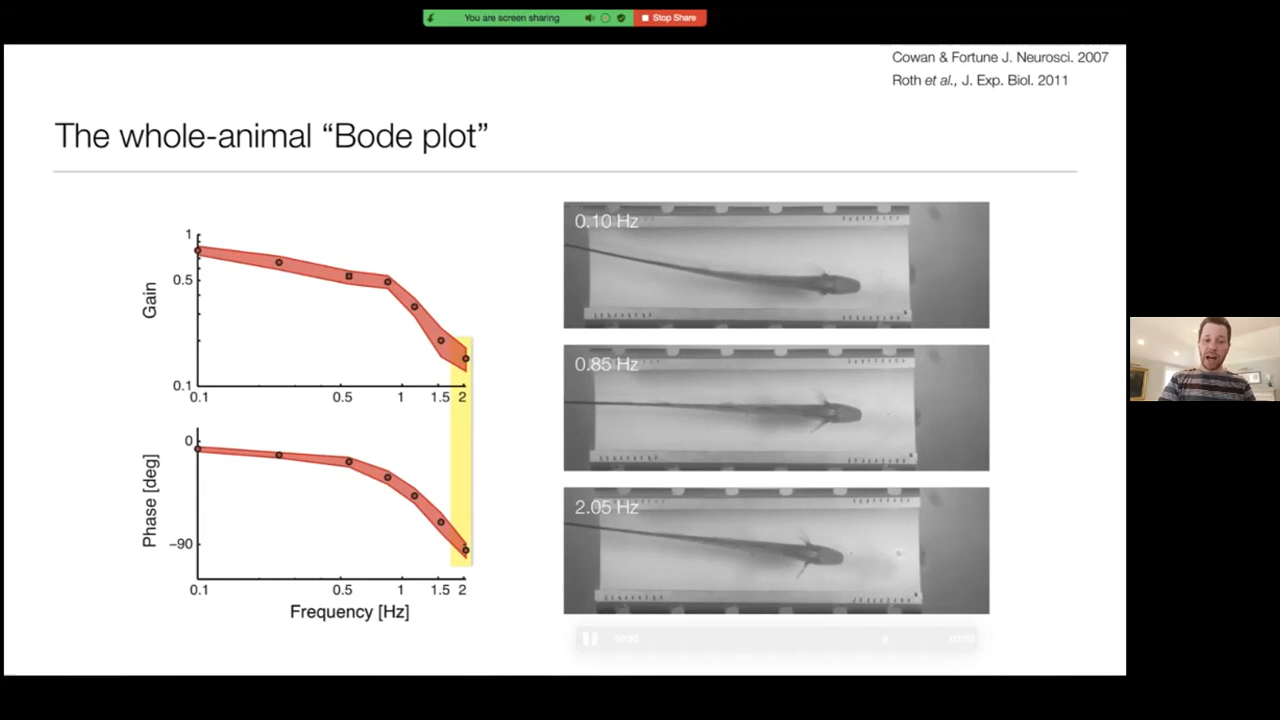 You are screen sharing
Stop Share
Cowan & Fortune J. Neurosci. 2007
Roth et al., J. Exp. Biol. 2011
The whole-animal “Bode plot”
Gain
1
0.5
0.1
0.1 0.5 1 1.5 2
Phase [deg]
0
−90
0.1 0.5 1 1.5 2
Frequency [Hz]
0.10 Hz
0.85 Hz
2.05 Hz